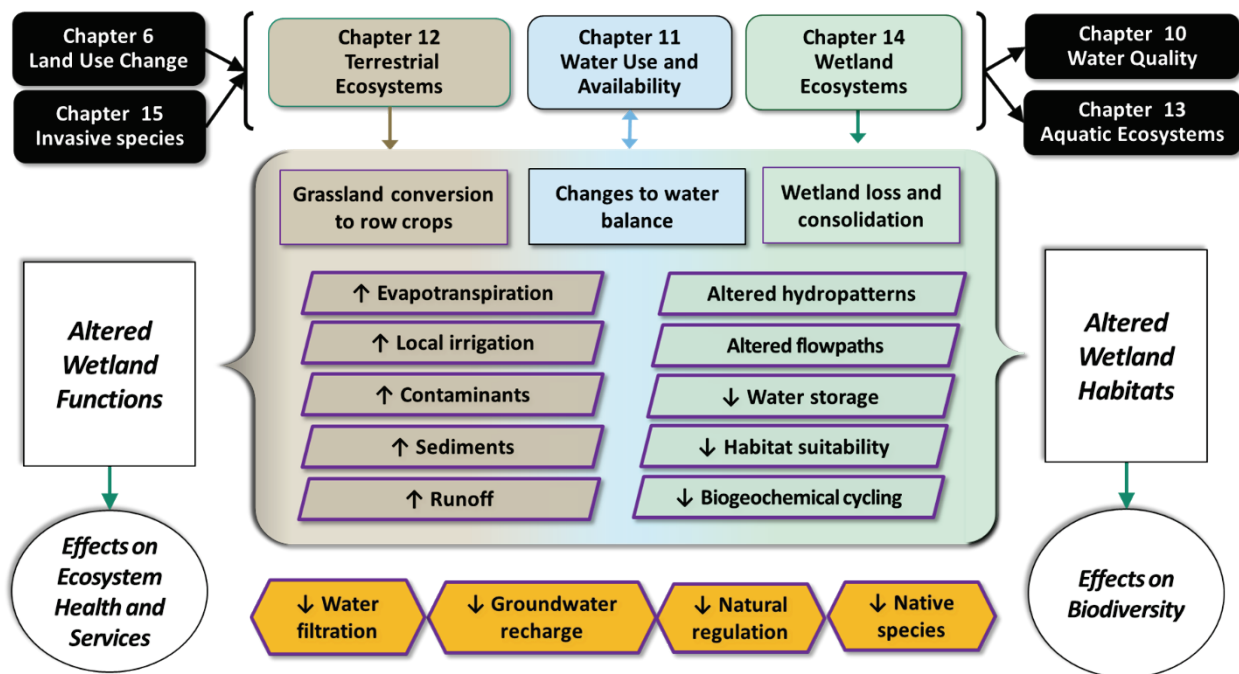 Chapter 6
Land Use Change
Chapter 15
Invasive species
Chapter 12
Terrestrial
Ecosystems
Chapter 11
Water Use and
Availability
Chapter 14
Wetland
Ecosystems
Chapter 10
Water Quality
Chapter 13
Aquatic Ecosystems
Grassland conversion
to row crops
Changes to water
balance
Wetland loss and
consolidation
↑ Evapotranspiration
↑ Local irrigation
↑ Contaminants
↑ Sediments
↑ Runoff
Altered hydropatterns
Altered flowpaths
↓ Water storage
↓ Habitat suitability
↓ Biogeochemical cycling
Altered
Wetland
Functions
Effects on
Ecosystem
Health and
Services
Altered
Wetland
Habitats
Effects on
Biodiversity
↓ Water
filtration
↓ Groundwater
recharge
↓ Natural
regulation
↓ Native
species